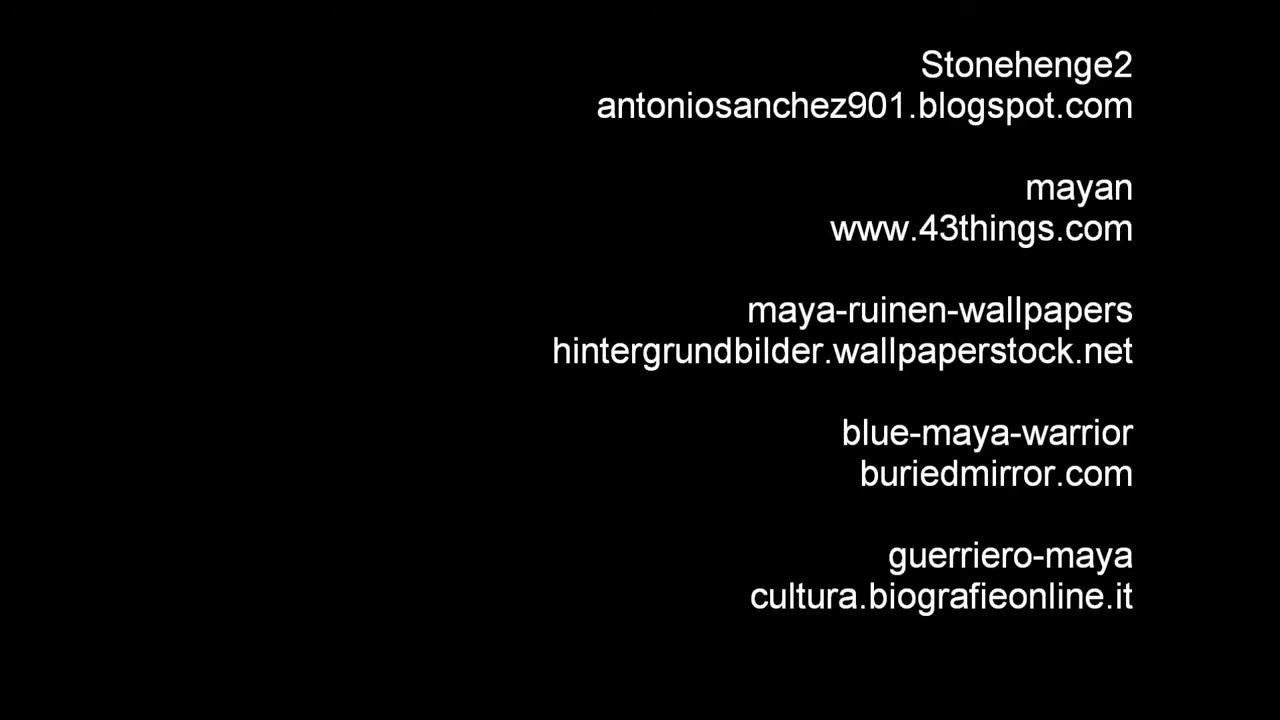 Stonehenge2
antoniosanchez901.blogspot.com
mayan
www.43things.com
maya-ruinen-wallpapers
hintergrundbilder.wallpaperstock.net
blue-maya-warrior
buriedmirror.com
guerriero-maya
cultura.biografieonline.it